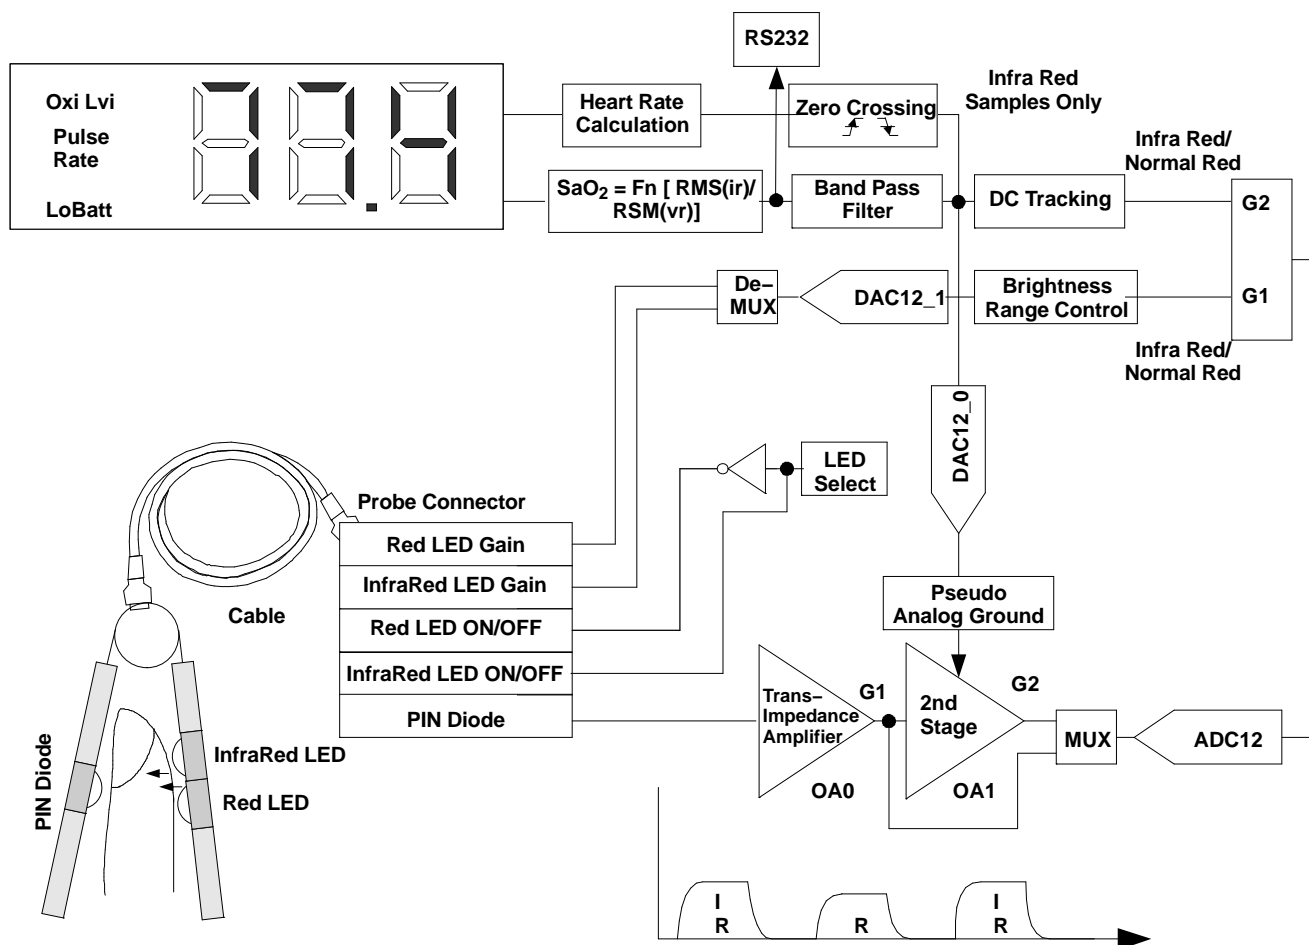 RS232
Oxi Lvi
Pulse
Rate
LoBatt
77.4
Heart Rate
Calculation
Zero Crossing
Infra Red
Samples Only
Infra Red/
Normal Red
SaO2 = Fn [ RMS(ir)/
RSM(vr)]
Band Pass
Filter
DC Tracking
G2
G1
De−
MUX
DAC12_1
Brightness
Range Control
Infra Red/
Normal Red
DAC12_0
LED
Select
Probe Connector
Red LED Gain
InfraRed LED Gain
Red LED ON/OFF
InfraRed LED ON/OFF
PIN Diode
Cable
Pseudo
Analog Ground
Trans−
Impedance
Amplifier
G1
OA0
2nd
Stage
G2
OA1
MUX
ADC12
PIN Diode
InfraRed LED
Red LED
I
R
R
I
R